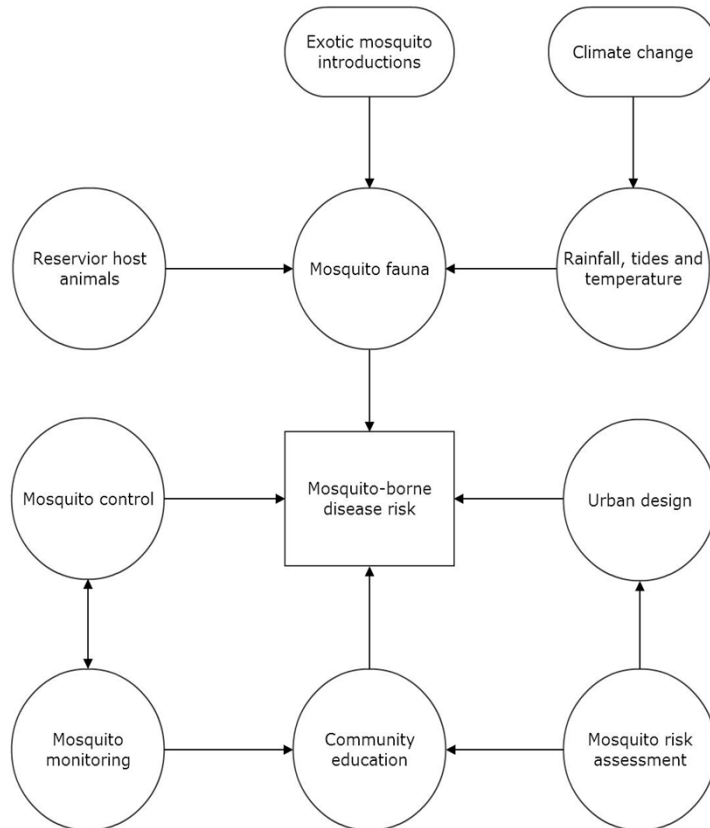 Exotic mosquito
introductions
Climate change
Reservior host
animals
Mosquito fauna
Rainfall, tides and
temperature
Mosquito control
Mosquito-borne
disease risk
Urban design
Mosquito
monitoring
Community
education
Mosquito risk
assessment